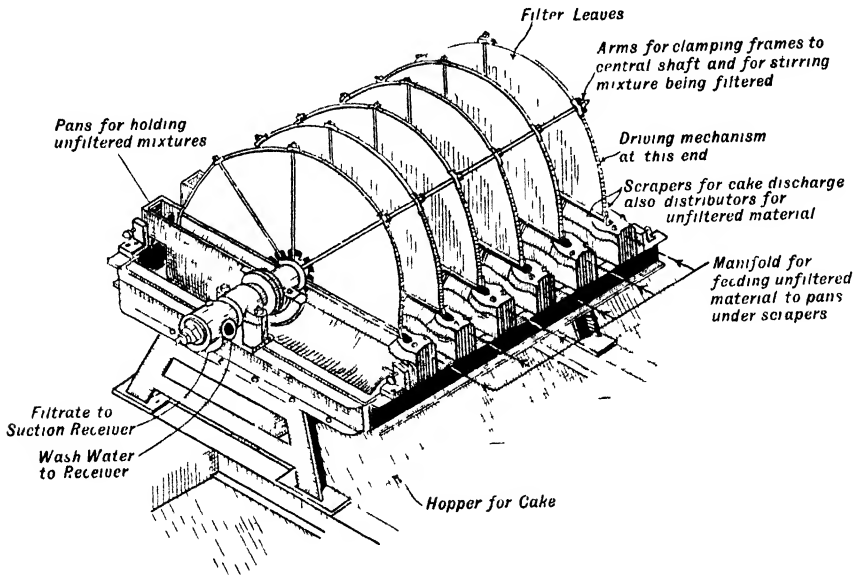 Filter Leaves
Arms for clamping frames to
central shaft and for stirring
mixture being filtered
Pans for holding
unfiltered mixtures
Driving mechanism
at this end
Scrapers for cake discharge
also distributors for
unfiltered material
Manifold for
feeding unfiltered
material to pans
under scrapers
Filtrate to
Suction Receiver
Wash Water
to Receiver
Hopper for Cake